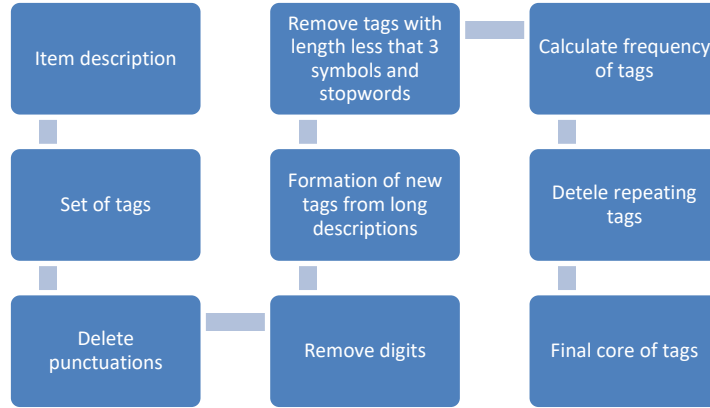 Item description
Set of tags
Delete
punctuations
Remove digits
Formation of new
tags from long
descriptions
Remove tags with
length less that 3
symbols and
stopwords
Calculate frequency
of tags
Detele repeating
tags
Final core of tags